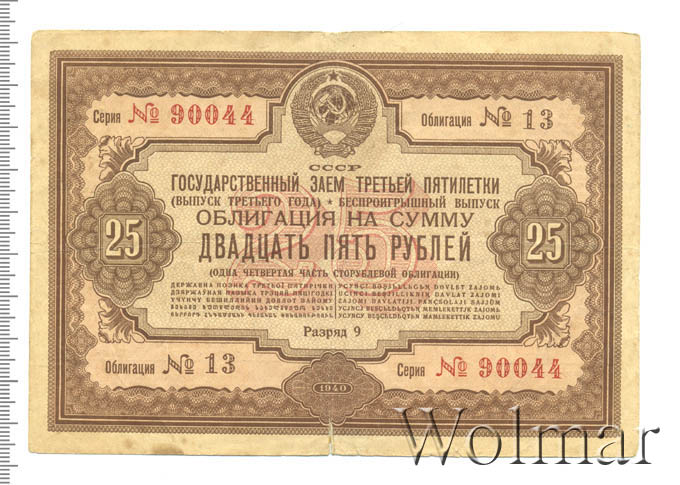 Серия № 90044
Облигация № 13
СССР
ГОСУДАРСТВЕННЫЙ ЗАЕМ ТРЕТЬЕЙ ПЯТИЛЕТКИ
(ВЫПУСК ТРЕТЬЕГО ГОДА) ★ БЕСПРОИГРЫШНЫЙ ВЫПУСК
ОБЛИГАЦИЯ НА СУММУ
25 ДВАДЦАТЬ ПЯТЬ РУБЛЕЙ 25
(ОДНА ЧЕТВЕРТАЯ ЧАСТЬ СТОРУБЛЕВОЙ ОБЛИГАЦИИ)
Разряд 9
Облигация № 13
Серия № 90044
1940
Wolmar